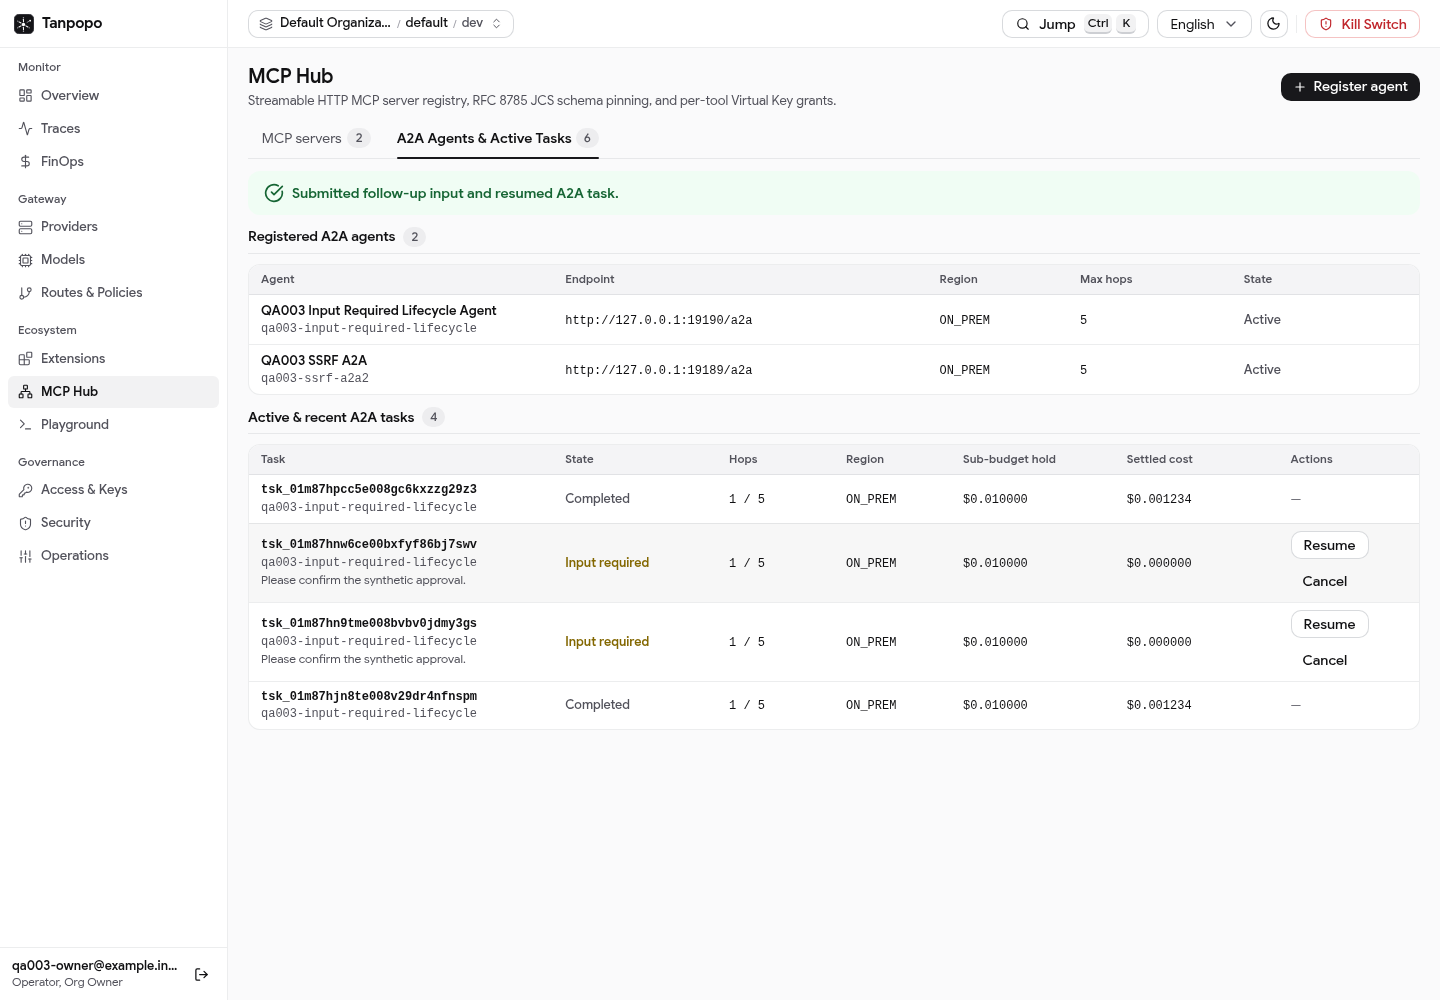 Tanpopo
Default Organiza... / default / dev
Jump Ctrl K
English
Kill Switch
Monitor
Overview
Traces
FinOps
Gateway
Providers
Models
Routes & Policies
Ecosystem
Extensions
MCP Hub
Playground
Governance
Access & Keys
Security
Operations
qa003-owner@example.in...
Operator, Org Owner
MCP Hub
Streamable HTTP MCP server registry, RFC 8785 JCS schema pinning, and per-tool Virtual Key grants.
Register agent
MCP servers 2
A2A Agents & Active Tasks 6
Submitted follow-up input and resumed A2A task.
Registered A2A agents 2
Agent Endpoint Region Max hops State
QA003 Input Required Lifecycle Agent
qa003-input-required-lifecycle
http://127.0.0.1:19190/a2a ON_PREM 5 Active
QA003 SSRF A2A
qa003-ssrf-a2a2
http://127.0.0.1:19189/a2a ON_PREM 5 Active
Active & recent A2A tasks 4
Task State Hops Region Sub-budget hold Settled cost Actions
tsk_01m87hpcc5e008gc6kxzzg29z3
qa003-input-required-lifecycle
Completed 1 / 5 ON_PREM $0.010000 $0.001234 —
tsk_01m87hnw6ce00bxfyf86bj7swv
qa003-input-required-lifecycle
Please confirm the synthetic approval.
Input required 1 / 5 ON_PREM $0.010000 $0.000000
Resume
Cancel
tsk_01m87hn9tme008bvbv0jdmy3gs
qa003-input-required-lifecycle
Please confirm the synthetic approval.
Input required 1 / 5 ON_PREM $0.010000 $0.000000
Resume
Cancel
tsk_01m87hjn8te008v29dr4nfnspm
qa003-input-required-lifecycle
Completed 1 / 5 ON_PREM $0.010000 $0.001234 —